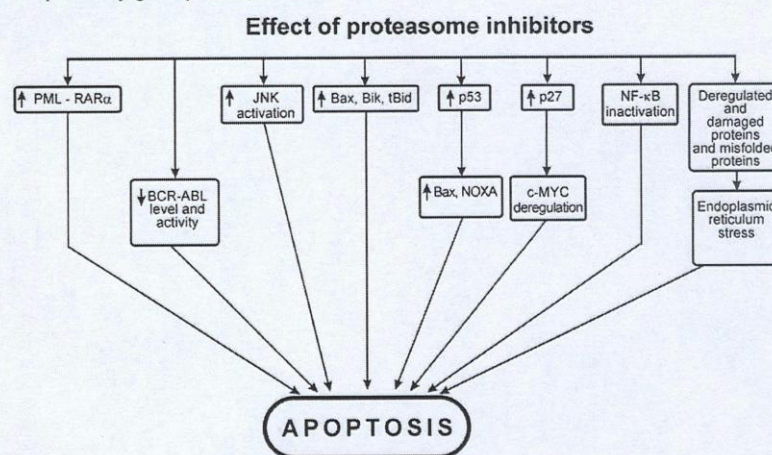 Effect of proteasome inhibitors
↑ PML - RARα
↓ BCR-ABL
level and
activity
↑ JNK
activation
↑ Bax, Bik, tBid
↑ p53
↑ Bax, NOXA
↑ p27
c-MYC
deregulation
NF-κB
inactivation
Deregulated
and
damaged
proteins
and misfolded
proteins
Endoplasmic
reticulum
stress
APOPTOSIS